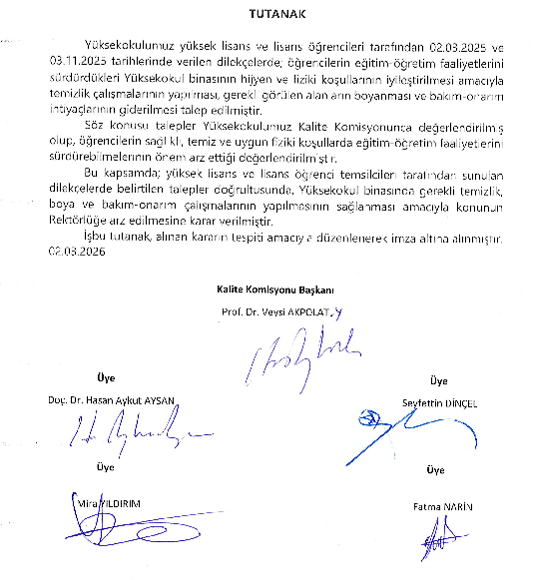 TUTANAK
Yüksekokulumuz yüksek lisans ve lisans öğrencileri tarafından 02.03.2025 ve
03.11.2025 tarihlerinde verilen dilekçelerde; öğrencilerin eğitim-öğretim faaliyetlerini
sürdürdükleri Yüksekokul binasının hijyen ve fiziki koşullarının iyileştirilmesi amacıyla
temizlik çalışmalarının yapılması, gerekli görülen alanların boyanması ve bakım-onarım
ihtiyaçlarının giderilmesi talep edilmiştir.
Söz konusu talepler Yüksekokulumuz Kalite Komisyonunca değerlendirilmiş
olup, öğrencilerin sağlıklı, temiz ve uygun fiziki koşullarda eğitim-öğretim faaliyetlerini
sürdürebilmelerinin önem arz ettiği değerlendirilmiştir.
Bu kapsamda; yüksek lisans ve lisans öğrenci temsilcileri tarafından sunulan
dilekçelerde belirtilen talepler doğrultusunda, Yüksekokul binasında gerekli temizlik,
boya ve bakım-onarım çalışmalarının yapılmasının sağlanması amacıyla konunun
Rektörlüğe arz edilmesine karar verilmiştir.
İşbu tutanak, alınan kararın tespiti amacıyla düzenlenerek imza altına alınmıştır.
02.03.2026
Kalite Komisyonu Başkanı
Prof. Dr. Veysi AKPOLAT
Üye
Üye
Doç. Dr. Hasan Aykut AYSAN
Seyfettin DİNÇEL
Üye
Üye
Mira YILDIRIM
Fatma NARİN